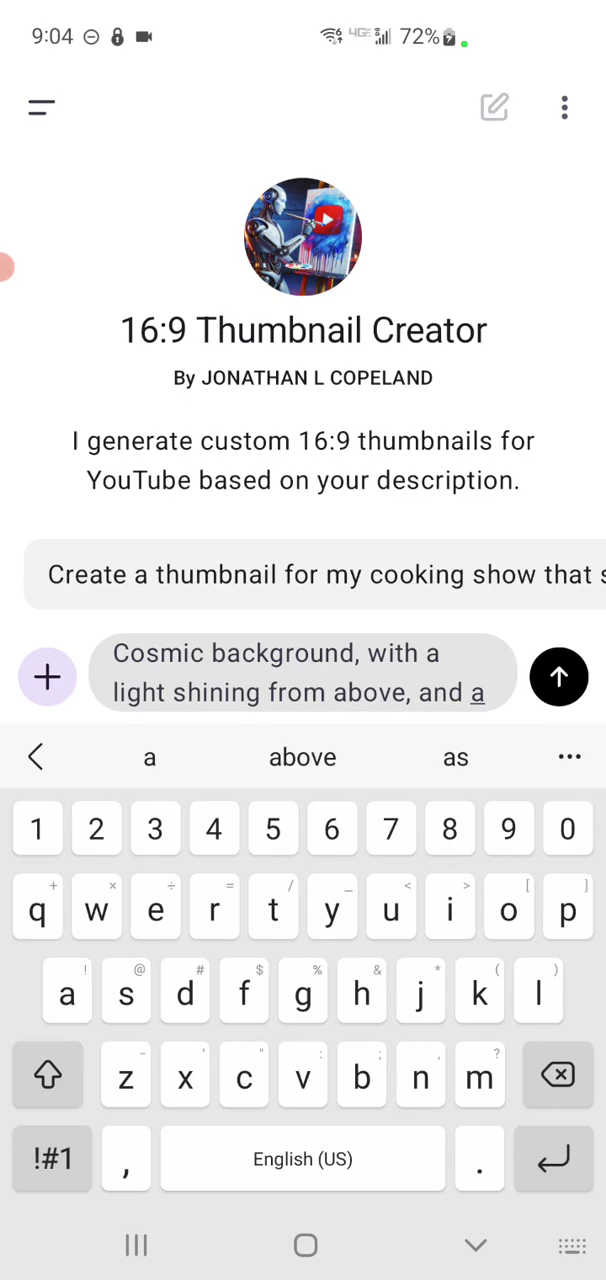 9:04 4GE 72%
16:9 Thumbnail Creator
By JONATHAN L COPELAND
I generate custom 16:9 thumbnails for
YouTube based on your description.
Create a thumbnail for my cooking show that s
Cosmic background, with a
light shining from above, and a
a above as ...
1 2 3 4 5 6 7 8 9 0
+ × ÷ = / _ < > [ ]
q w e r t y u i o p
! @ # $ % & * ( )
a s d f g h j k l
- ' " : ; , ?
z x c v b n m
!#1 , English (US) .